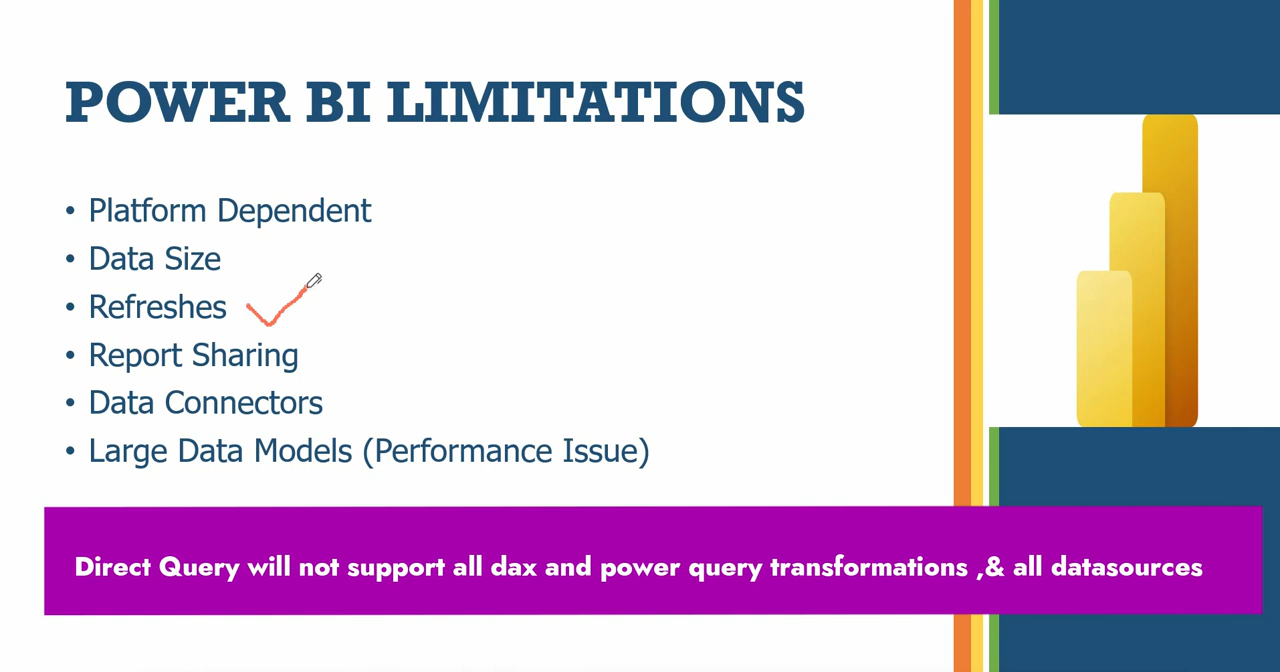 POWER BI LIMITATIONS
• Platform Dependent
• Data Size
• Refreshes
• Report Sharing
• Data Connectors
• Large Data Models (Performance Issue)
Direct Query will not support all dax and power query transformations ,& all datasources